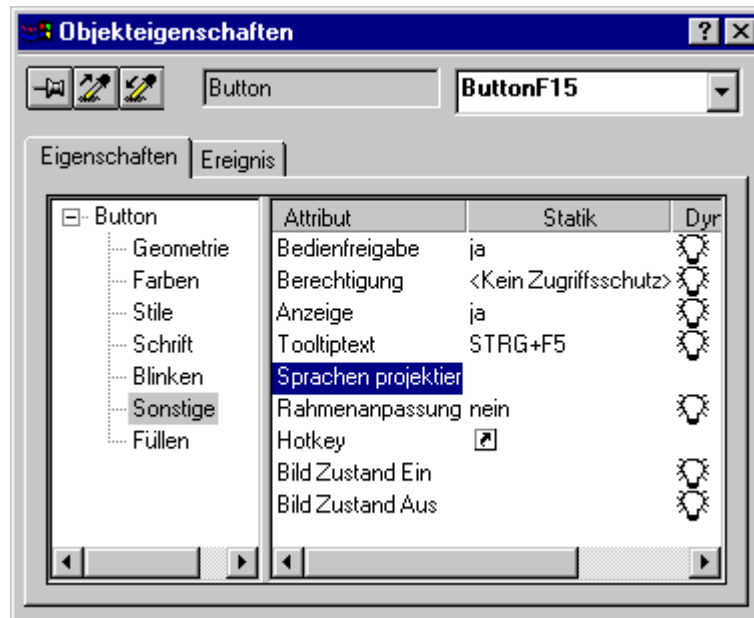 Objekteigenschaften
Button ButtonF15
Eigenschaften Ereignis
Button
Geometrie
Farben
Stile
Schrift
Blinken
Sonstige
Füllen
Attribut Statik Dyr
Bedienfreigabe ja
Berechtigung <Kein Zugriffsschutz>
Anzeige ja
Tooltiptext STRG+F5
Sprachen projektier
Rahmenanpassung nein
Hotkey
Bild Zustand Ein
Bild Zustand Aus